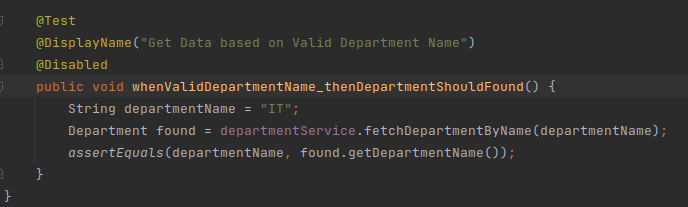 @Test
@DisplayName("Get Data based on Valid Department Name")
@Disabled
public void whenValidDepartmentName_thenDepartmentShouldFound() {
String departmentName = "IT";
Department found = departmentService.fetchDepartmentByName(departmentName);
assertEquals(departmentName, found.getDepartmentName());
}
}